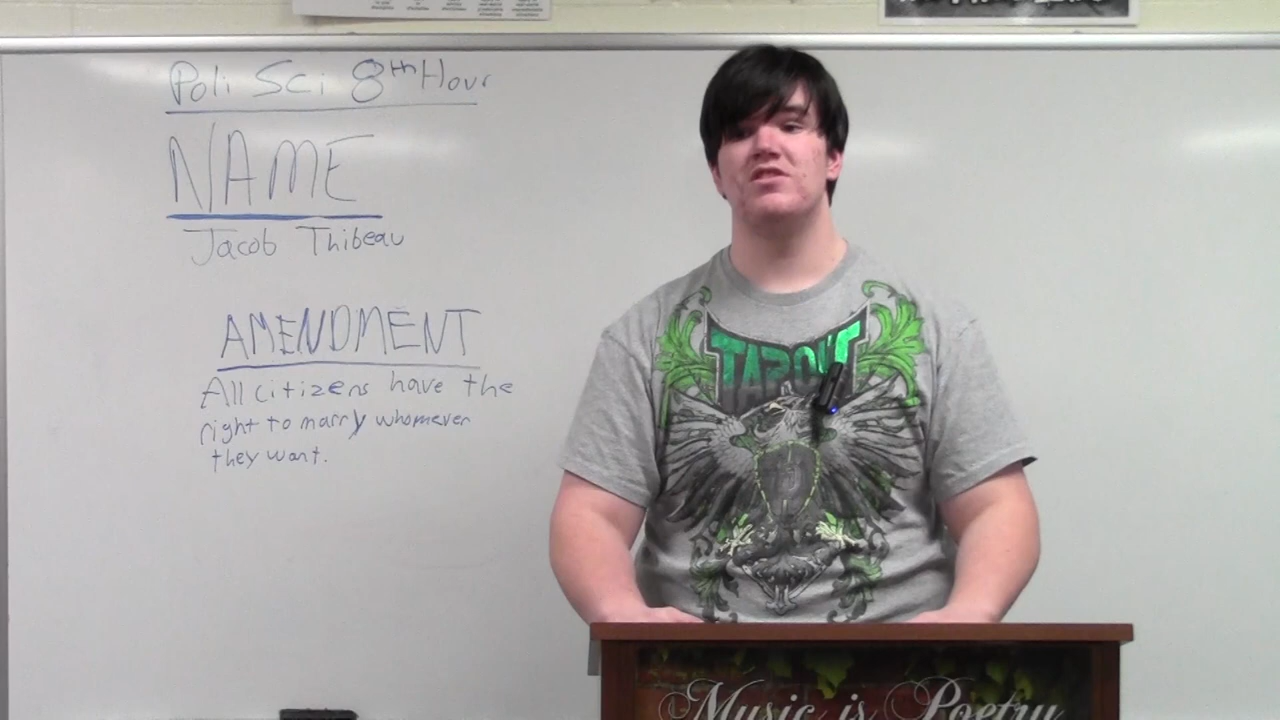 Poli Sci 8th Hour
NAME
Jacob Thibeau
AMENDMENT
All citizens have the
right to marry whomever
they want.
TAPOUT
Music is Poetry